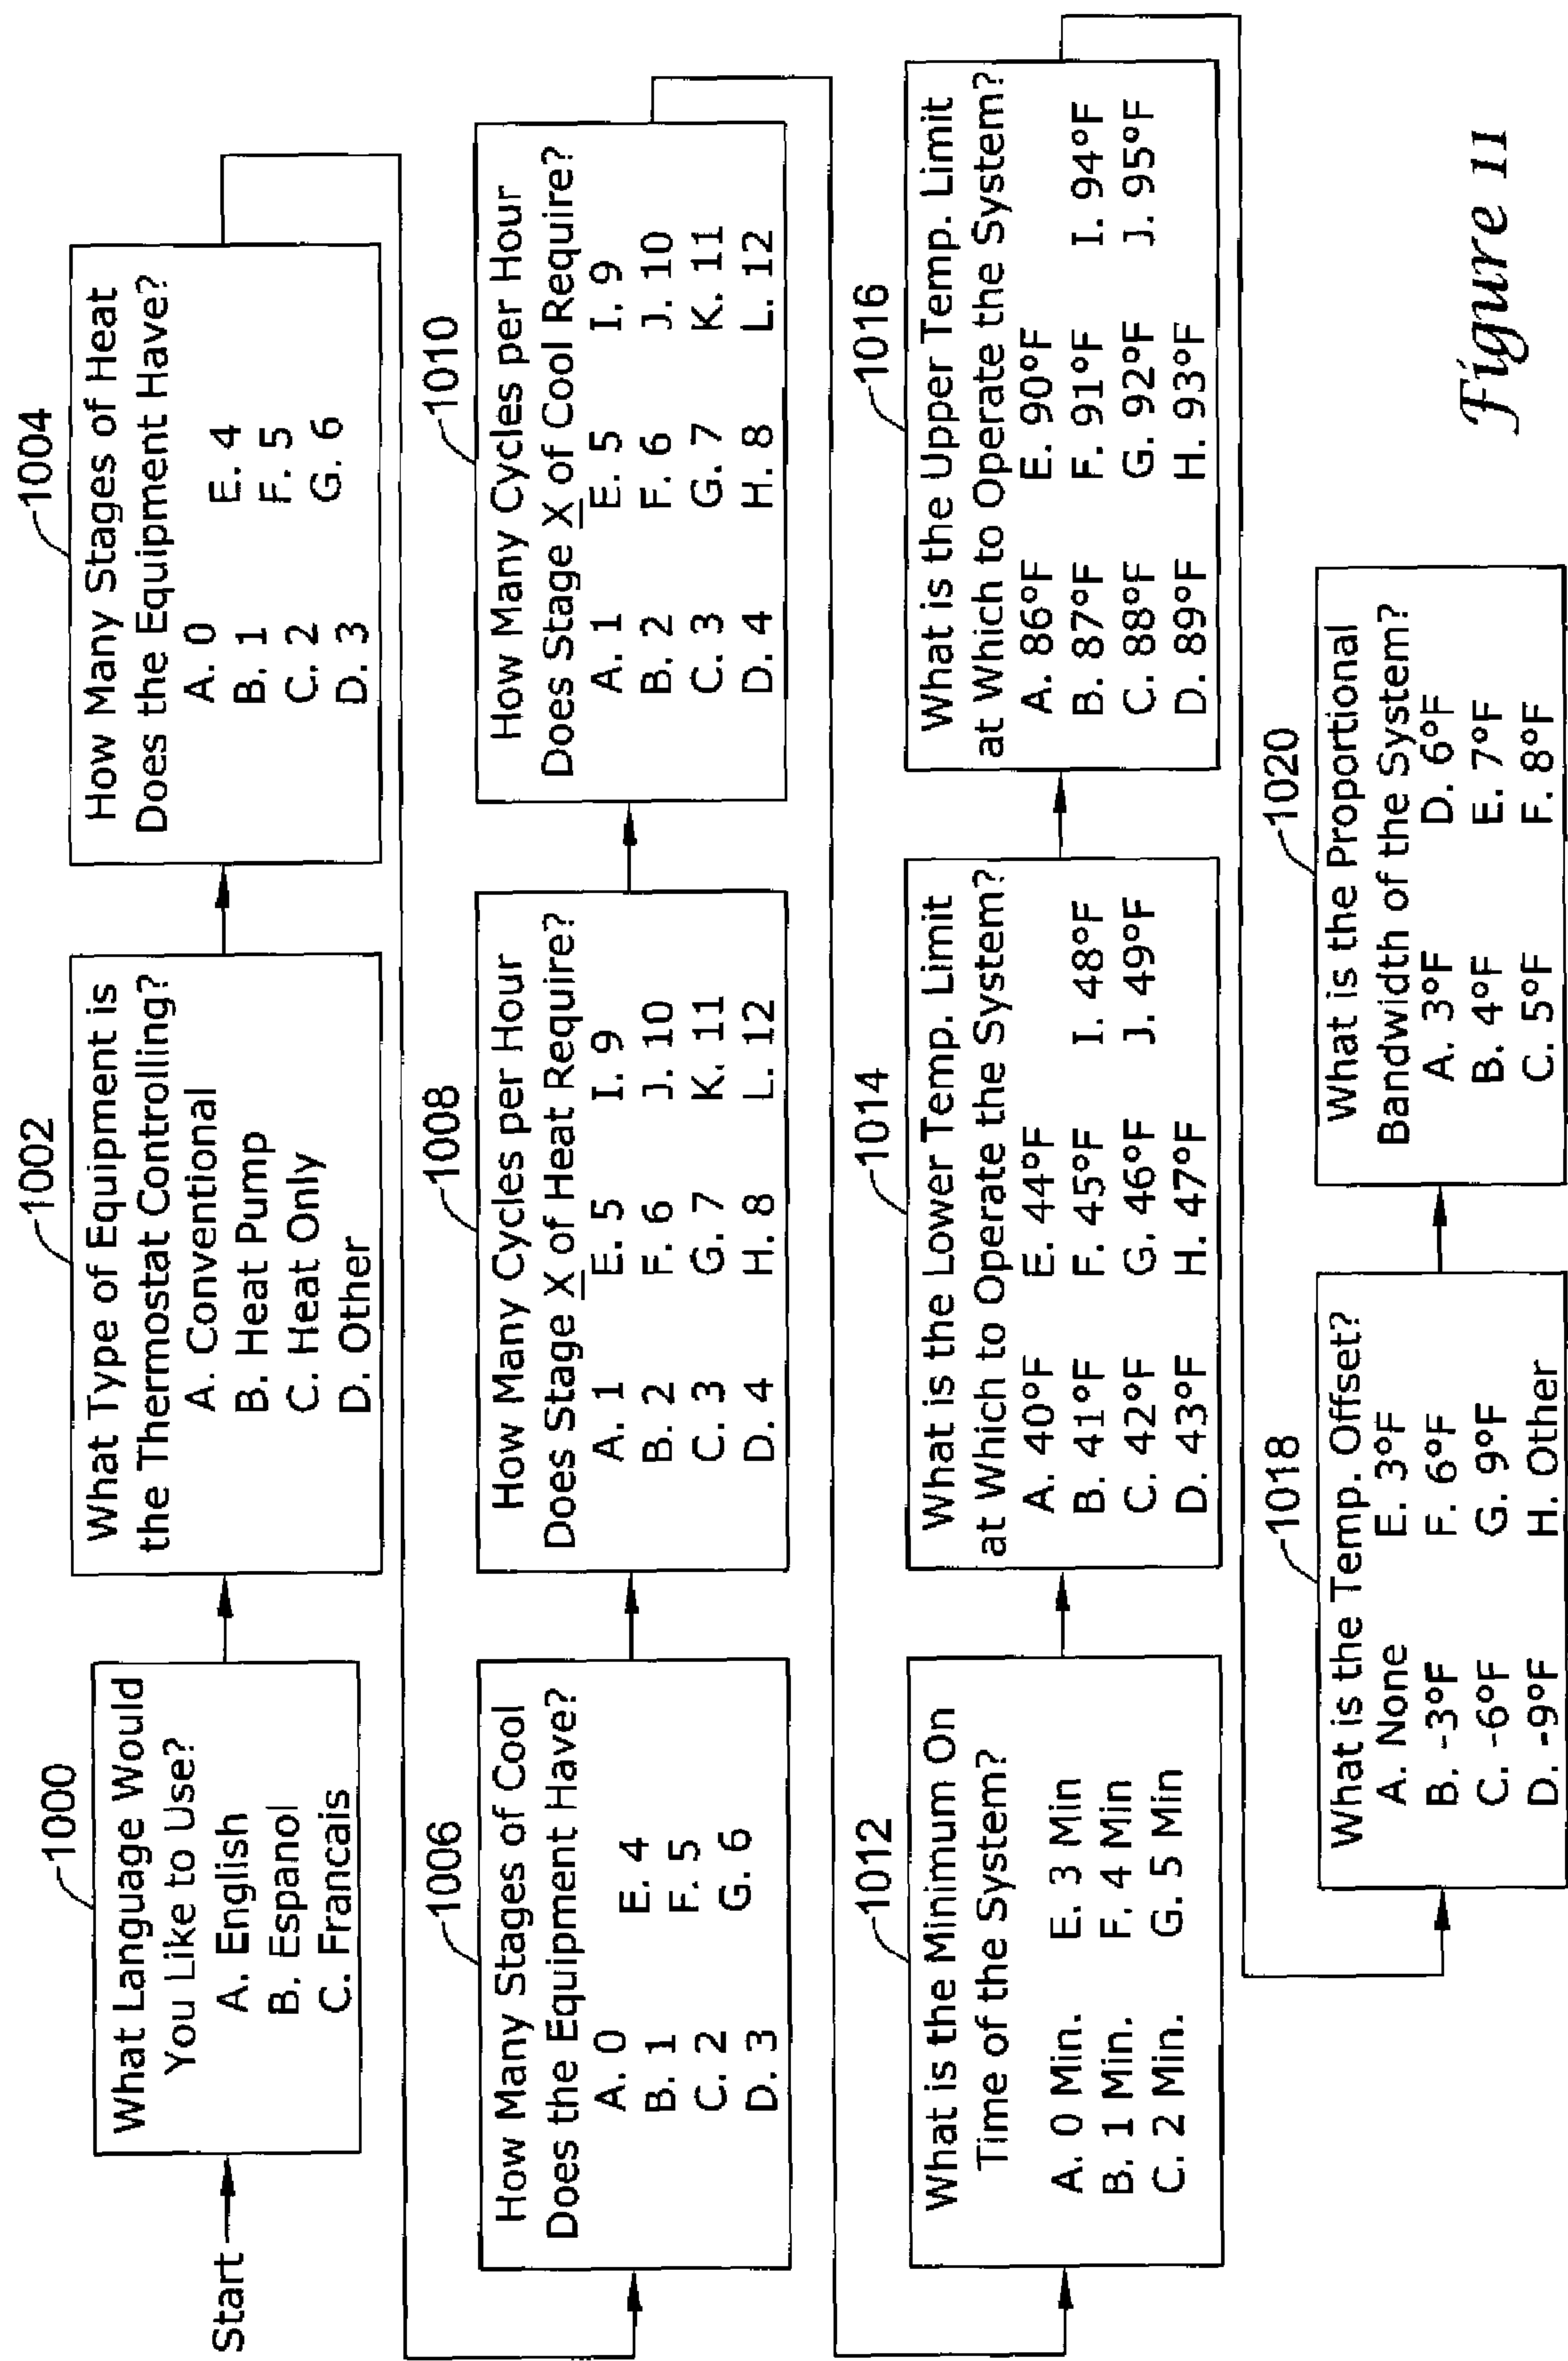 Start
1000
What Language Would
You Like to Use?
A. English
B. Espanol
C. Francais
1002
What Type of Equipment is
the Thermostat Controlling?
A. Conventional
B. Heat Pump
C. Heat Only
D. Other
1004
How Many Stages of Heat
Does the Equipment Have?
A. 0 E. 4
B. 1 F. 5
C. 2 G. 6
D. 3
1006
How Many Stages of Cool
Does the Equipment Have?
A. 0 E. 4
B. 1 F. 5
C. 2 G. 6
D. 3
1008
How Many Cycles per Hour
Does Stage X of Heat Require?
A. 1 E. 5 I. 9
B. 2 F. 6 J. 10
C. 3 G. 7 K. 11
D. 4 H. 8 L. 12
1010
How Many Cycles per Hour
Does Stage X of Cool Require?
A. 1 E. 5 I. 9
B. 2 F. 6 J. 10
C. 3 G. 7 K. 11
D. 4 H. 8 L. 12
1012
What is the Minimum On
Time of the System?
A. 0 Min. E. 3 Min
B. 1 Min. F. 4 Min
C. 2 Min. G. 5 Min
1014
What is the Lower Temp. Limit
at Which to Operate the System?
A. 40°F E. 44°F
B. 41°F F. 45°F I. 48°F
C. 42°F G. 46°F J. 49°F
D. 43°F H. 47°F
1016
What is the Upper Temp. Limit
at Which to Operate the System?
A. 86°F E. 90°F
B. 87°F F. 91°F I. 94°F
C. 88°F G. 92°F J. 95°F
D. 89°F H. 93°F
1018
What is the Temp. Offset?
A. None E. 3°F
B. -3°F F. 6°F
C. -6°F G. 9°F
D. -9°F H. Other
1020
What is the Proportional
Bandwidth of the System?
A. 3°F D. 6°F
B. 4°F E. 7°F
C. 5°F F. 8°F
Figure 11